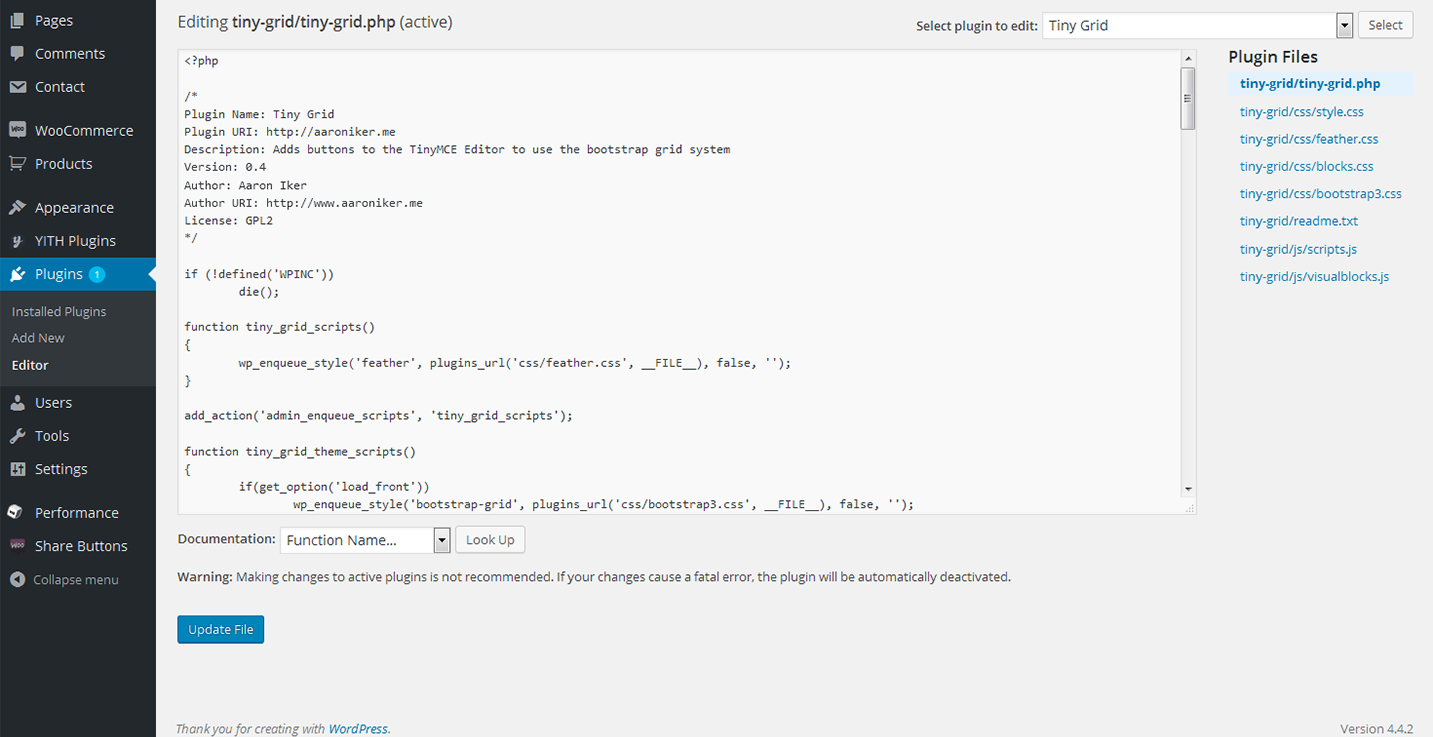 Pages
Comments
Contact
WooCommerce
Products
Appearance
YITH Plugins
Plugins 1
Installed Plugins
Add New
Editor
Users
Tools
Settings
Performance
Share Buttons
Collapse menu
Editing tiny-grid/tiny-grid.php (active)
Select plugin to edit: Tiny Grid Select
<?php
/*
Plugin Name: Tiny Grid
Plugin URI: http://aaroniker.me
Description: Adds buttons to the TinyMCE Editor to use the bootstrap grid system
Version: 0.4
Author: Aaron Iker
Author URI: http://www.aaroniker.me
License: GPL2
*/
if (!defined('WPINC'))
die();
function tiny_grid_scripts()
{
wp_enqueue_style('feather', plugins_url('css/feather.css', __FILE__), false, '');
}
add_action('admin_enqueue_scripts', 'tiny_grid_scripts');
function tiny_grid_theme_scripts()
{
if(get_option('load_front'))
wp_enqueue_style('bootstrap-grid', plugins_url('css/bootstrap3.css', __FILE__), false, '');
Plugin Files
tiny-grid/tiny-grid.php
tiny-grid/css/style.css
tiny-grid/css/feather.css
tiny-grid/css/blocks.css
tiny-grid/css/bootstrap3.css
tiny-grid/readme.txt
tiny-grid/js/scripts.js
tiny-grid/js/visualblocks.js
Documentation: Function Name... Look Up
Warning: Making changes to active plugins is not recommended. If your changes cause a fatal error, the plugin will be automatically deactivated.
Update File
Thank you for creating with WordPress.
Version 4.4.2